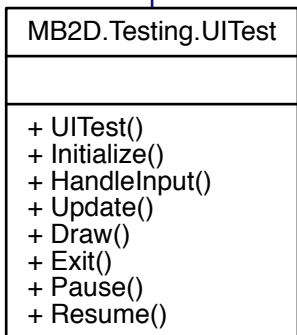 MB2D.Testing.UITest
+ UITest()
+ Initialize()
+ HandleInput()
+ Update()
+ Draw()
+ Exit()
+ Pause()
+ Resume()